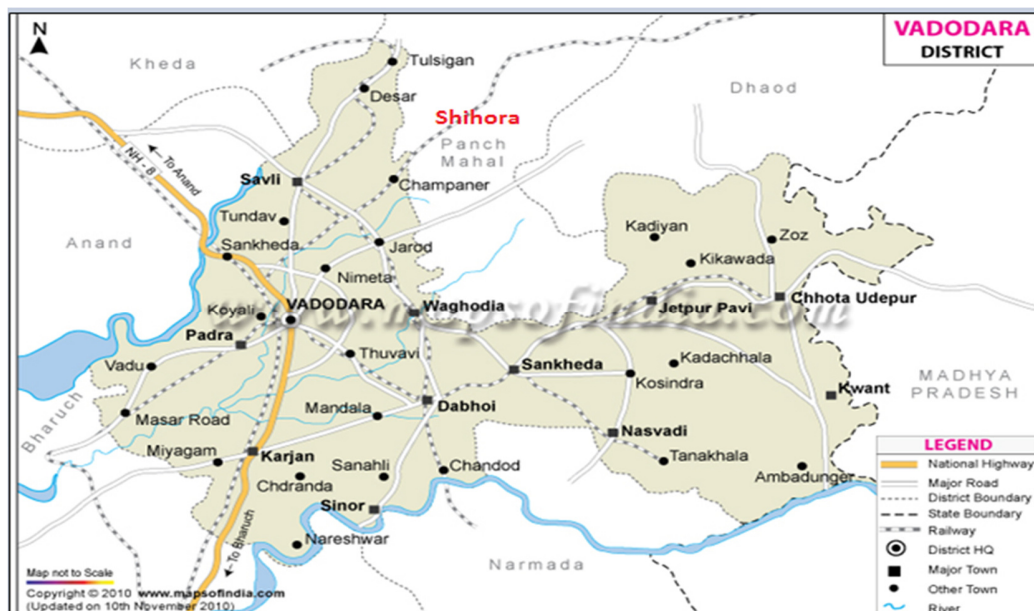 VADODARA
DISTRICT
N
Kheda
Tulsigan
Dhaod
Desar
Shihora
Panch
Mahal
NH - 8
To Anand
Savli
Champaner
Tundav
Anand
Sankheda
Jarod
Kadiyan
Zoz
Kikawada
Nimeta
VADODARA
Waghodia
Jetpur Pavi
Chhota Udepur
www.mapsofindia.com
Koyali
Padra
Thuvavi
Sankheda
Kadachhala
Vadu
Kosindra
Kwant
MADHYA
PRADESH
Bharuch
Masar Road
Mandala
Dabhoi
Nasvadi
Miyagam
Karjan
Sanahli
Chandod
Tanakhala
Ambadunger
Chdranda
Sinor
Nareshwar
To Bharuch
Narmada
LEGEND
National Highway
Major Road
District Boundary
State Boundary
Railway
District HQ
Major Town
Other Town
River
Map not to Scale
Copyright © 2010 www.mapsofindia.com
(Updated on 10th November 2010)